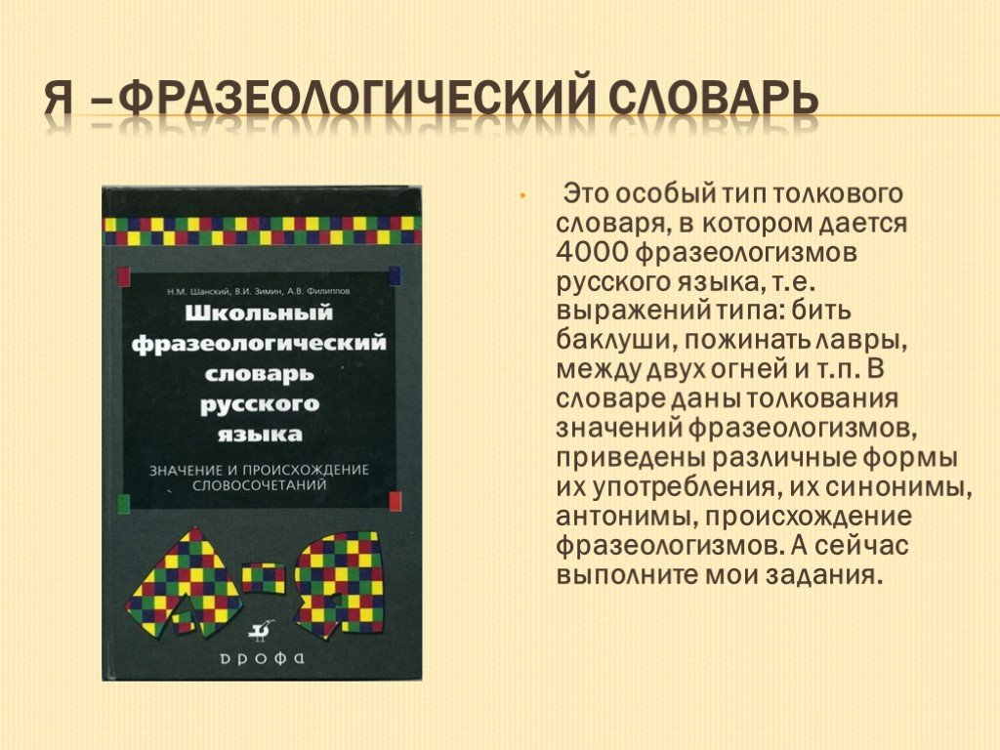 Я –ФРАЗЕОЛОГИЧЕСКИЙ СЛОВАРЬ
Н.М. Шанский, В.И. Зимин, А.В. Филиппов
Школьный
фразеологический
словарь
русского
языка
ЗНАЧЕНИЕ И ПРОИСХОЖДЕНИЕ
СЛОВОСОЧЕТАНИЙ
А-Я
дрофа
• Это особый тип толкового
словаря, в котором дается
4000 фразеологизмов
русского языка, т.е.
выражений типа: бить
баклуши, пожинать лавры,
между двух огней и т.п. В
словаре даны толкования
значений фразеологизмов,
приведены различные формы
их употребления, их синонимы,
антонимы, происхождение
фразеологизмов. А сейчас
выполните мои задания.